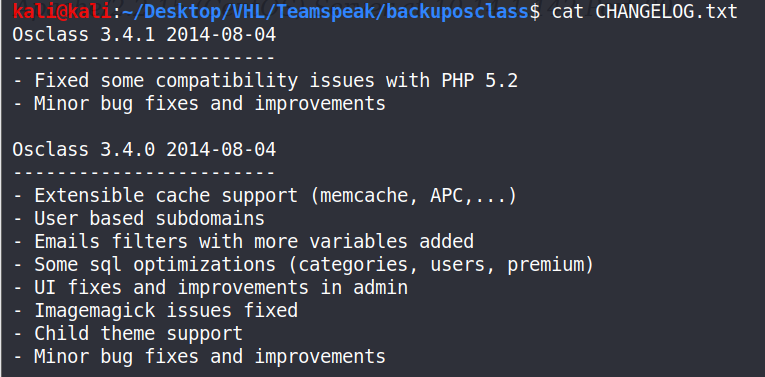 kali@kali:~/Desktop/VHL/Teamspeak/backuposclass$ cat CHANGELOG.txt
Osclass 3.4.1 2014-08-04
------------------------
- Fixed some compatibility issues with PHP 5.2
- Minor bug fixes and improvements

Osclass 3.4.0 2014-08-04
------------------------
- Extensible cache support (memcache, APC,...)
- User based subdomains
- Emails filters with more variables added
- Some sql optimizations (categories, users, premium)
- UI fixes and improvements in admin
- Imagemagick issues fixed
- Child theme support
- Minor bug fixes and improvements